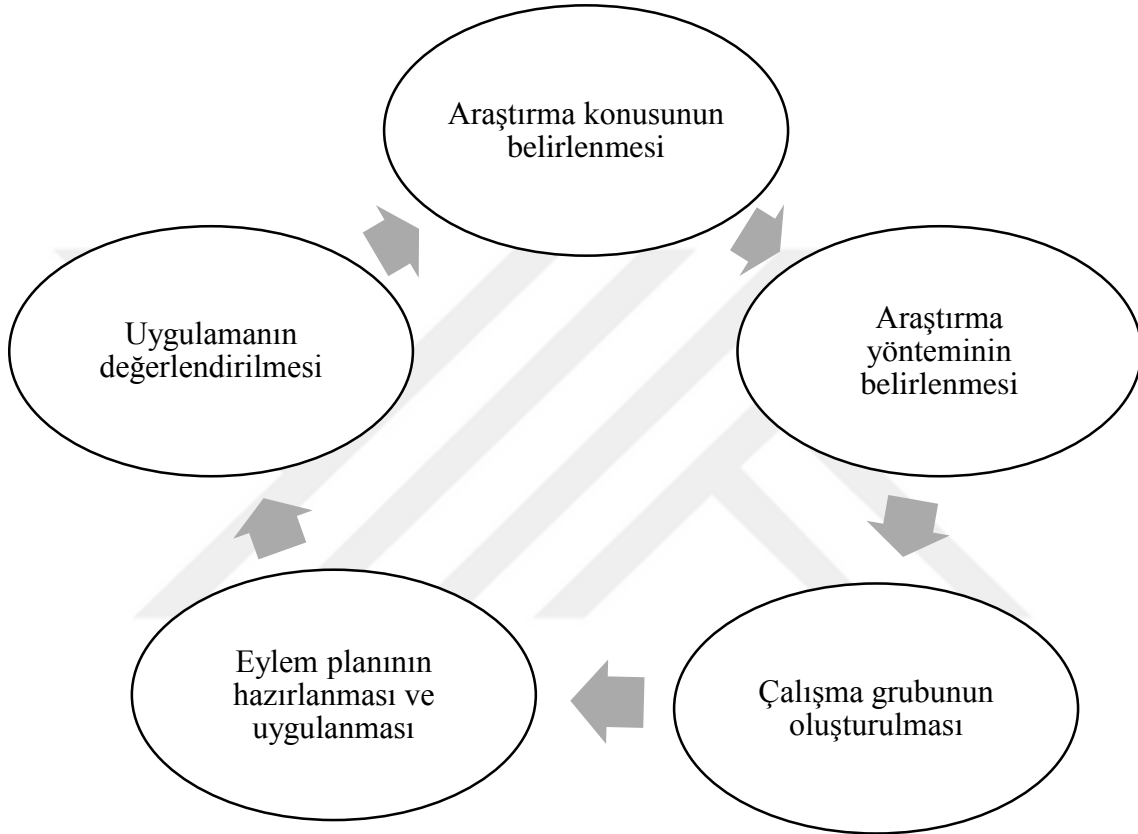 Araştırma konusunun
belirlenmesi
Araştırma
yönteminin
belirlenmesi
Çalışma grubunun
oluşturulması
Eylem planının
hazırlanması ve
uygulanması
Uygulamanın
değerlendirilmesi